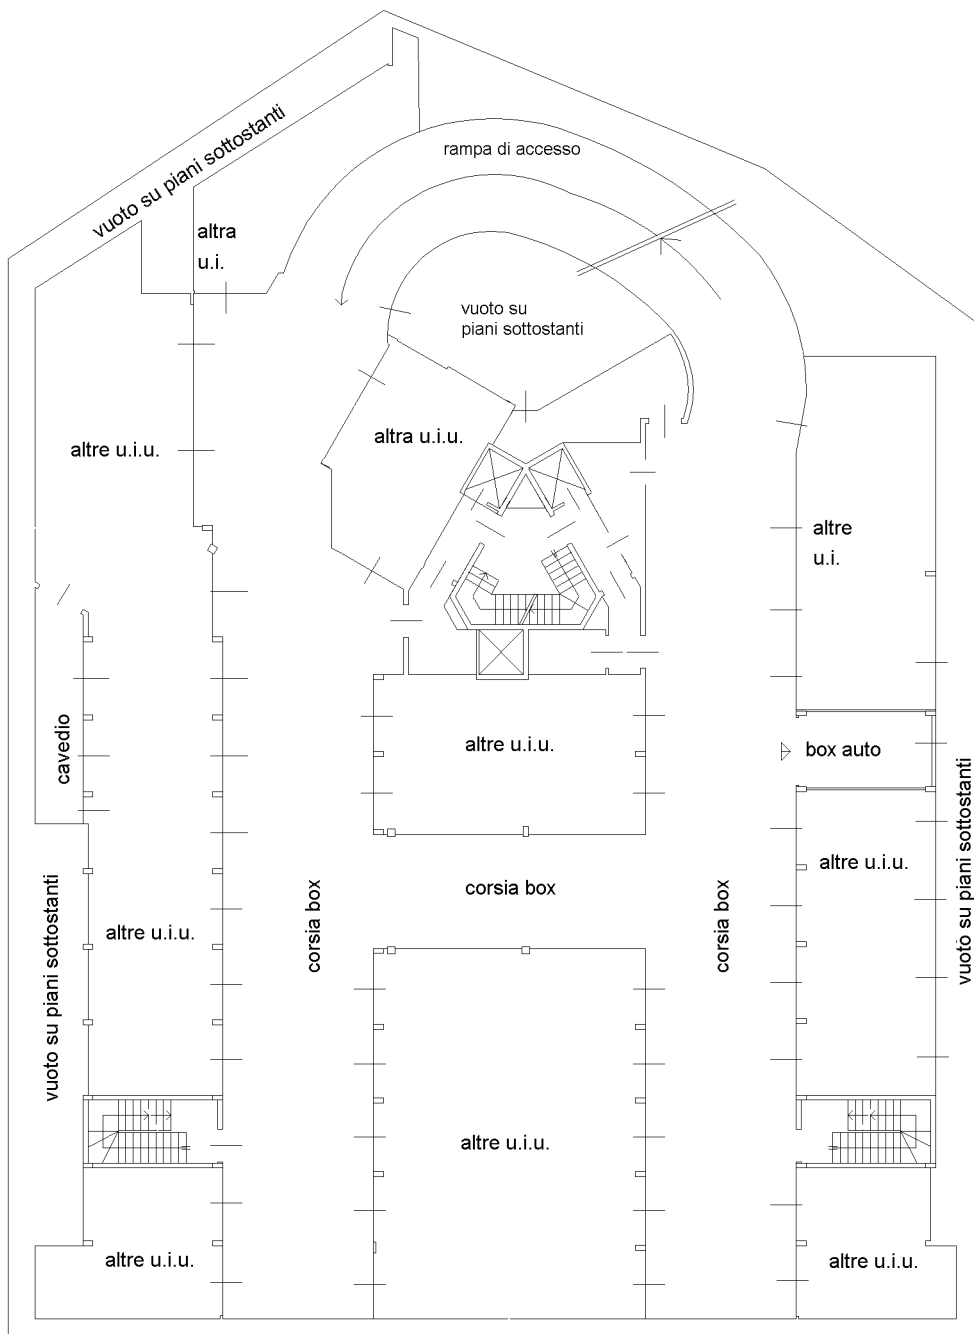 rampa di accesso
vuoto su piani sottostanti
altra
u.i.
vuoto su
piani sottostanti
altre u.i.u.
altra u.i.u.
altre
u.i.
cavedio
altre u.i.u.
box auto
vuoto su piani sottostanti
altre u.i.u.
corsia box
corsia box
corsia box
altre u.i.u.
vuoto su piani sottostanti
altre u.i.u.
altre u.i.u.
altre u.i.u.